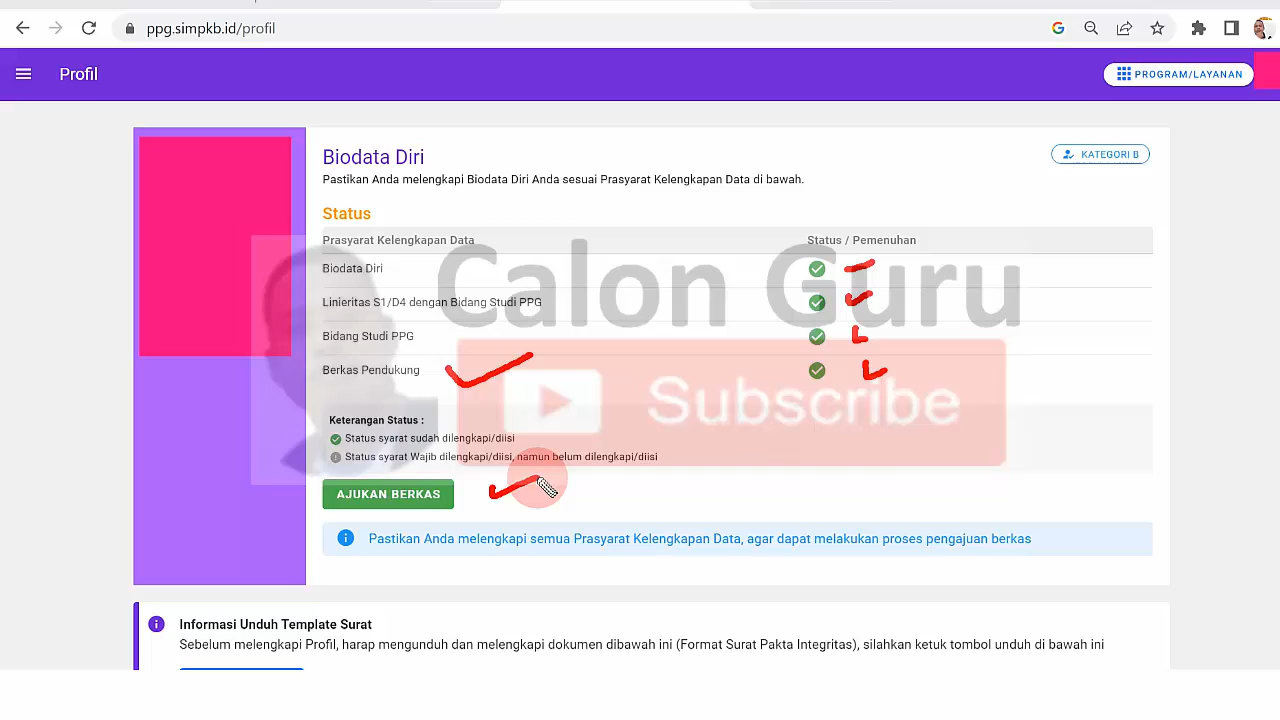 ppg.simpkb.id/profil
Profil
PROGRAM/LAYANAN
Biodata Diri
KATEGORI B
Pastikan Anda melengkapi Biodata Diri Anda sesuai Prasyarat Kelengkapan Data di bawah.
Status
Prasyarat Kelengkapan Data Status / Pemenuhan
Biodata Diri
Calon Guru
Linieritas S1/D4 dengan Bidang Studi PPG
Bidang Studi PPG
Berkas Pendukung
Subscribe
Keterangan Status :
Status syarat sudah dilengkapi/diisi
Status syarat Wajib dilengkapi/diisi, namun belum dilengkapi/diisi
AJUKAN BERKAS
Pastikan Anda melengkapi semua Prasyarat Kelengkapan Data, agar dapat melakukan proses pengajuan berkas
Informasi Unduh Template Surat
Sebelum melengkapi Profil, harap mengunduh dan melengkapi dokumen dibawah ini (Format Surat Pakta Integritas), silahkan ketuk tombol unduh di bawah ini